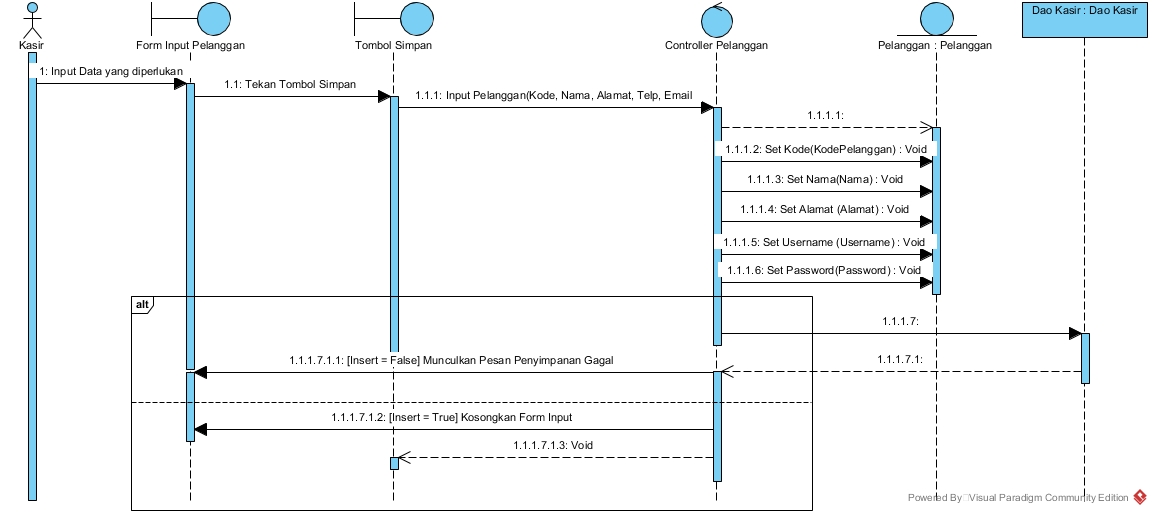 Kasir
Form Input Pelanggan
Tombol Simpan
Controller Pelanggan
Pelanggan : Pelanggan
Dao Kasir : Dao Kasir
1: Input Data yang diperlukan
1.1: Tekan Tombol Simpan
1.1.1: Input Pelanggan(Kode, Nama, Alamat, Telp, Email
1.1.1.1:
1.1.1.2: Set Kode(KodePelanggan) : Void
1.1.1.3: Set Nama(Nama) : Void
1.1.1.4: Set Alamat (Alamat) : Void
1.1.1.5: Set Username (Username) : Void
1.1.1.6: Set Password(Password) : Void
alt
1.1.1.7:
1.1.1.7.1.1: [Insert = False] Munculkan Pesan Penyimpanan Gagal
1.1.1.7.1:
1.1.1.7.1.2: [Insert = True] Kosongkan Form Input
1.1.1.7.1.3: Void
Powered By Visual Paradigm Community Edition